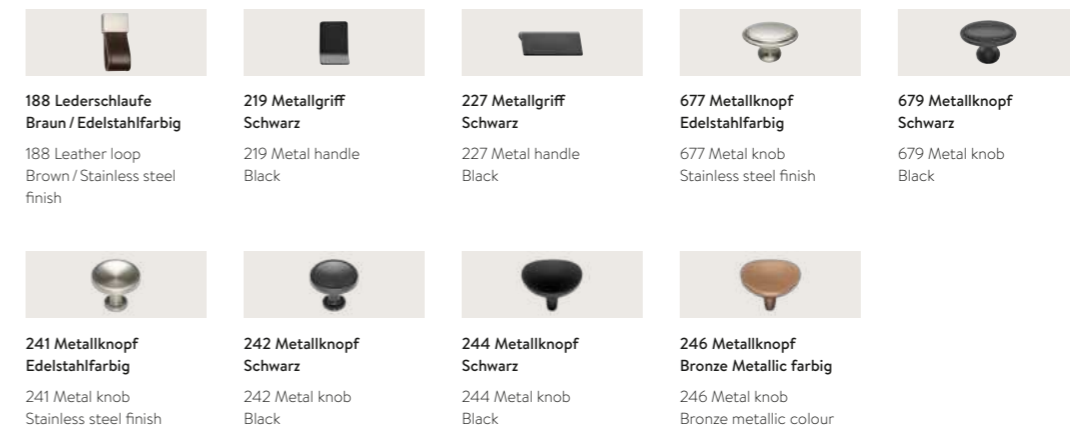 188 Lederschlaufe
Braun / Edelstahlfarbig
188 Leather loop
Brown / Stainless steel
finish
219 Metallgriff
Schwarz
219 Metal handle
Black
227 Metallgriff
Schwarz
227 Metal handle
Black
677 Metallknopf
Edelstahlfarbig
677 Metal knob
Stainless steel finish
679 Metallknopf
Schwarz
679 Metal knob
Black
241 Metallknopf
Edelstahlfarbig
241 Metal knob
Stainless steel finish
242 Metallknopf
Schwarz
242 Metal knob
Black
244 Metallknopf
Schwarz
244 Metal knob
Black
246 Metallknopf
Bronze Metallic farbig
246 Metal knob
Bronze metallic colour